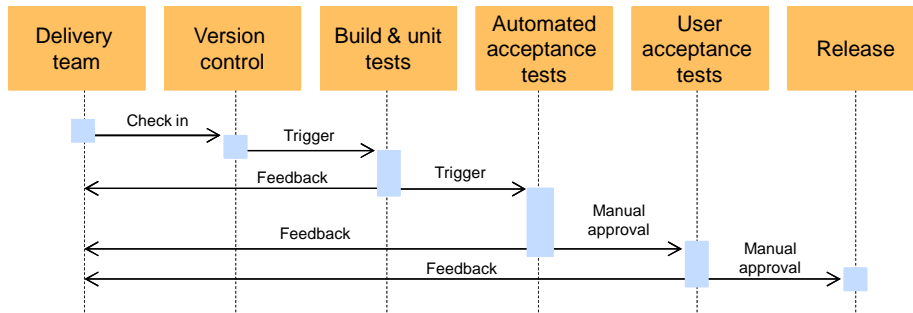 Delivery
team
Version
control
Build & unit
tests
Automated
acceptance
tests
User
acceptance
tests
Release
Check in
Trigger
Feedback
Trigger
Feedback
Manual
approval
Feedback
Manual
approval